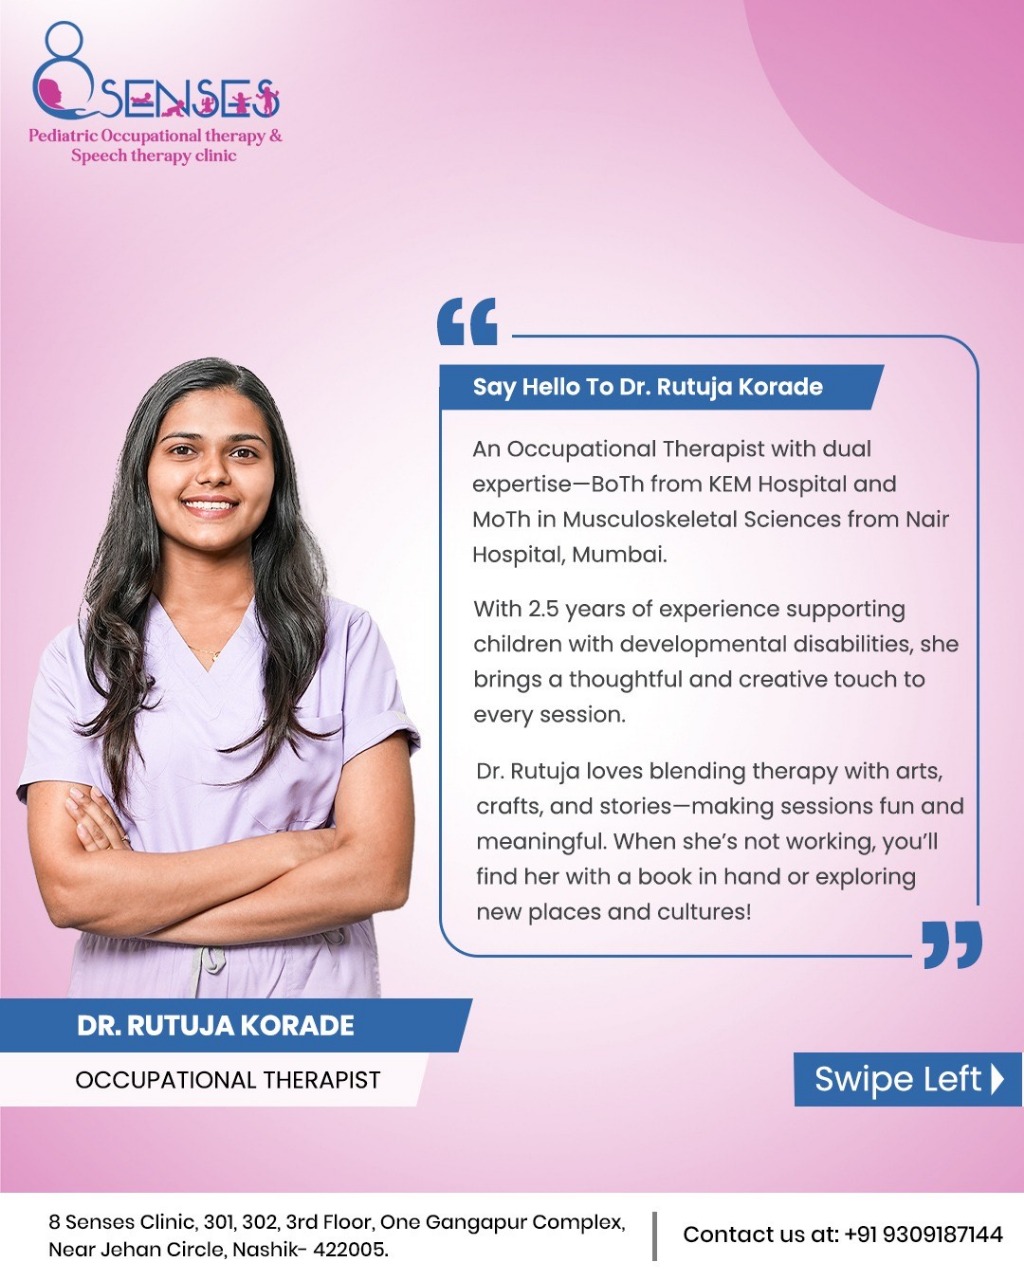 8 SENSES
Pediatric Occupational therapy &
Speech therapy clinic
Say Hello To Dr. Rutuja Korade
An Occupational Therapist with dual
expertise—BoTh from KEM Hospital and
MoTh in Musculoskeletal Sciences from Nair
Hospital, Mumbai.
With 2.5 years of experience supporting
children with developmental disabilities, she
brings a thoughtful and creative touch to
every session.
Dr. Rutuja loves blending therapy with arts,
crafts, and stories—making sessions fun and
meaningful. When she's not working, you'll
find her with a book in hand or exploring
new places and cultures!
DR. RUTUJA KORADE
OCCUPATIONAL THERAPIST
Swipe Left
8 Senses Clinic, 301, 302, 3rd Floor, One Gangapur Complex,
Near Jehan Circle, Nashik- 422005.
Contact us at: +91 9309187144